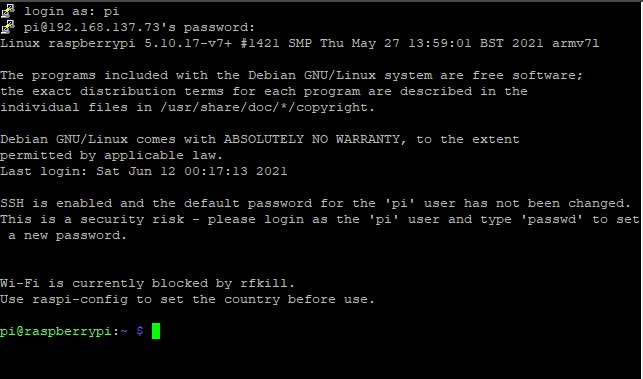 login as: pi
pi@192.168.137.73's password:
Linux raspberrypi 5.10.17-v7+ #1421 SMP Thu May 27 13:59:01 BST 2021 armv7l
The programs included with the Debian GNU/Linux system are free software;
the exact distribution terms for each program are described in the
individual files in /usr/share/doc/*/copyright.
Debian GNU/Linux comes with ABSOLUTELY NO WARRANTY, to the extent
permitted by applicable law.
Last login: Sat Jun 12 00:17:13 2021
SSH is enabled and the default password for the 'pi' user has not been changed.
This is a security risk - please login as the 'pi' user and type 'passwd' to set
a new password.
Wi-Fi is currently blocked by rfkill.
Use raspi-config to set the country before use.
pi@raspberrypi:~ $